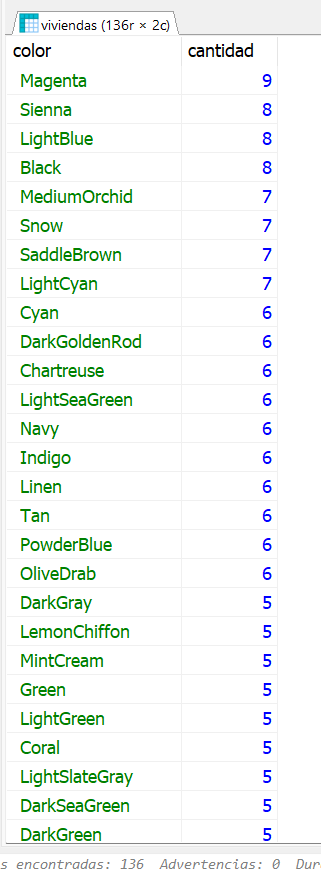 viviendas (136r × 2c)
color cantidad
Magenta 9
Sienna 8
LightBlue 8
Black 8
MediumOrchid 7
Snow 7
SaddleBrown 7
LightCyan 7
Cyan 6
DarkGoldenRod 6
Chartreuse 6
LightSeaGreen 6
Navy 6
Indigo 6
Linen 6
Tan 6
PowderBlue 6
OliveDrab 6
DarkGray 5
LemonChiffon 5
MintCream 5
Green 5
LightGreen 5
Coral 5
LightSlateGray 5
DarkSeaGreen 5
DarkGreen 5
s encontradas: 136 Advertencias: 0 Dur